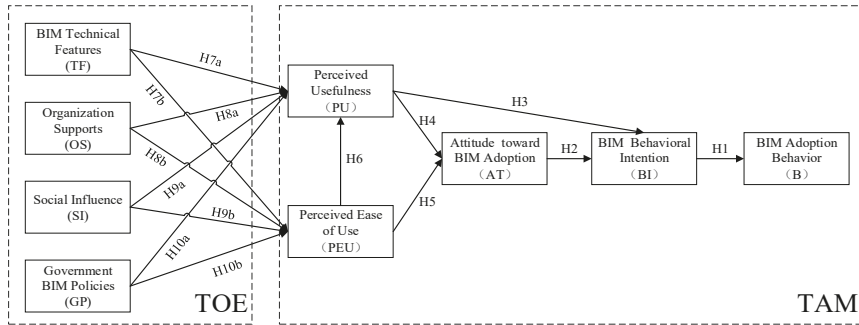 BIM Technical
Features
(TF)
Organization
Supports
(OS)
Social Influence
(SI)
Government
BIM Policies
(GP)
TOE
H7a
H7b
H8a
H8b
H9a
H9b
H10a
H10b
Perceived
Usefulness
（PU）
H6
Perceived Ease
of Use
（PEU）
H3
H4
H5
Attitude toward
BIM Adoption
(AT)
H2
BIM Behavioral
Intention
(BI)
H1
BIM Adoption
Behavior
(B)
TAM